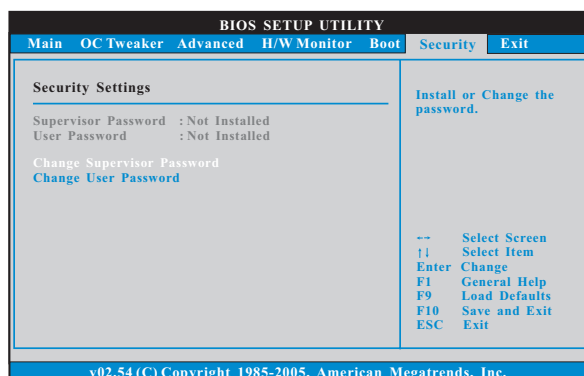 BIOS SETUP UTILITY
Main OC Tweaker Advanced H/W Monitor Boot Security Exit
Security Settings
Supervisor Password : Not Installed
User Password : Not Installed
Change Supervisor Password
Change User Password
Install or Change the
password.
←→ Select Screen
↑↓ Select Item
Enter Change
F1 General Help
F9 Load Defaults
F10 Save and Exit
ESC Exit
v02.54 (C) Copyright 1985-2005, American Megatrends, Inc.